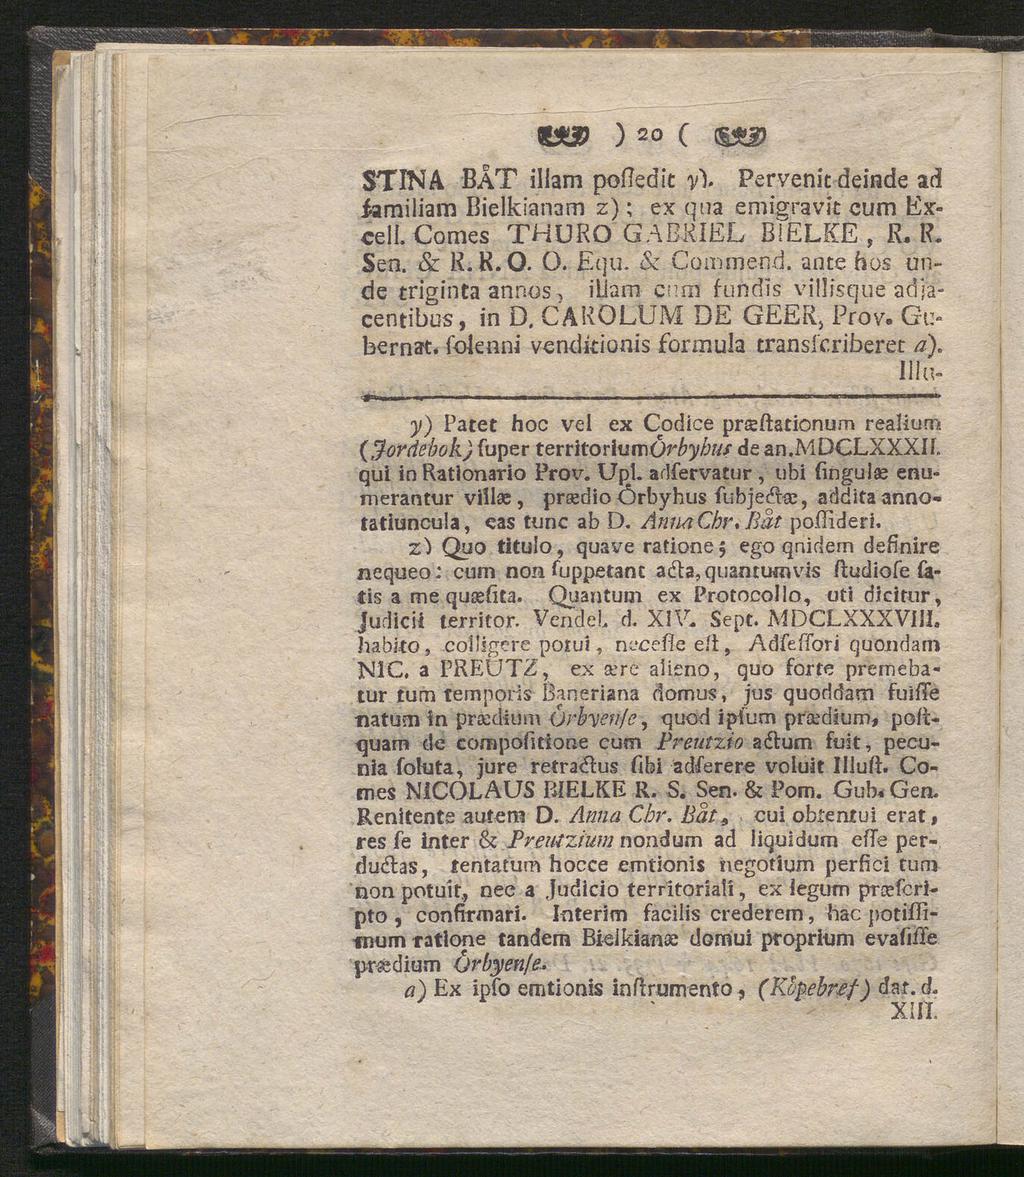 ) 20 (
STINA BÅT illam poſſedit y). Pervenit deinde ad
familiam Bielkianam z); ex qua emigravit cum Ex-
cell. Comes THURO GABRIEL BIELKE, R. R.
Sen. & R. R. O. O. Equ. & Commend. ante hos un-
de triginta annos, illam cum fundis villisque adja-
centibus, in D. CAROLUM DE GEER, Prov. Gu-
bernat. ſolenni venditionis formula transſcriberet a).
Illu-
y) Patet hoc vel ex Codice præſtationum realium
(Jordebok) ſuper territorium Örbyhus de an. MDCLXXXII.
qui in Rationario Prov. Upl. adſervatur, ubi ſingulæ enu-
merantur villæ, prædio Örbyhus ſubjectæ, addita anno-
tatiuncula, eas tunc ab D. Anna Chr. Båt poſſideri.
z) Quo titulo, quave ratione; ego qnidem definire
nequeo: cum non ſuppetant acta, quantumvis ſtudioſe ſa-
tis a me quæſita. Quantum ex Protocollo, uti dicitur,
Judicii territor. Vendel. d. XIV. Sept. MDCLXXXVIII.
habito, colligere potui, neceſſe eſt, Adſeſſori quondam
NIC. a PREUTZ, ex ære alieno, quo forte premeba-
tur tum temporis Baneriana domus, jus quoddam fuiſſe
natum in prædium Örbyenſe, quod ipſum prædium, poſt-
quam de compoſitione cum Preutzio actum fuit, pecu-
nia ſoluta, jure retractus ſibi adſerere voluit Illuſt. Co-
mes NICOLAUS BIELKE R. S. Sen. & Pom. Gub. Gen.
Renitente autem D. Anna Chr. Båt, cui obtentui erat,
res ſe inter & Preutzium nondum ad liquidum eſſe per-
ductas, tentatum hocce emtionis negotium perfici tum
non potuit, nec a Judicio territoriali, ex legum præſcri-
pto, confirmari. Interim facilis crederem, hac potiſſi-
mum ratione tandem Bielkianæ domui proprium evaſiſſe
prædium Örbyenſe.
a) Ex ipſo emtionis inſtrumento, (Köpebref) dat. d.
XIII.